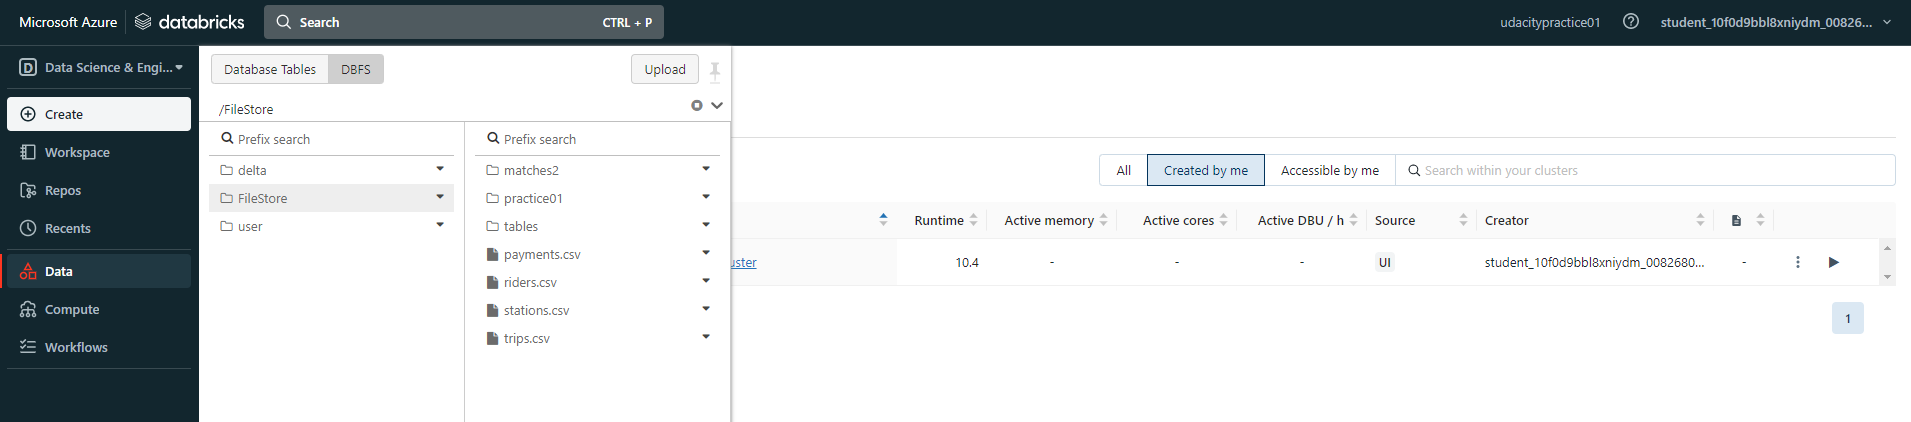 Microsoft Azure databricks Search CTRL + P udacitypractice01 student_10f0d9bbl8xniydm_00826...
Data Science & Engi...
Create
Workspace
Repos
Recents
Data
Compute
Workflows
Database Tables DBFS Upload
/FileStore
Prefix search
delta
FileStore
user
Prefix search
matches2
practice01
tables
payments.csv
riders.csv
stations.csv
trips.csv
All Created by me Accessible by me Search within your clusters
Runtime Active memory Active cores Active DBU / h Source Creator
uster 10.4 - - - UI student_10f0d9bbl8xniydm_0082680... -
1